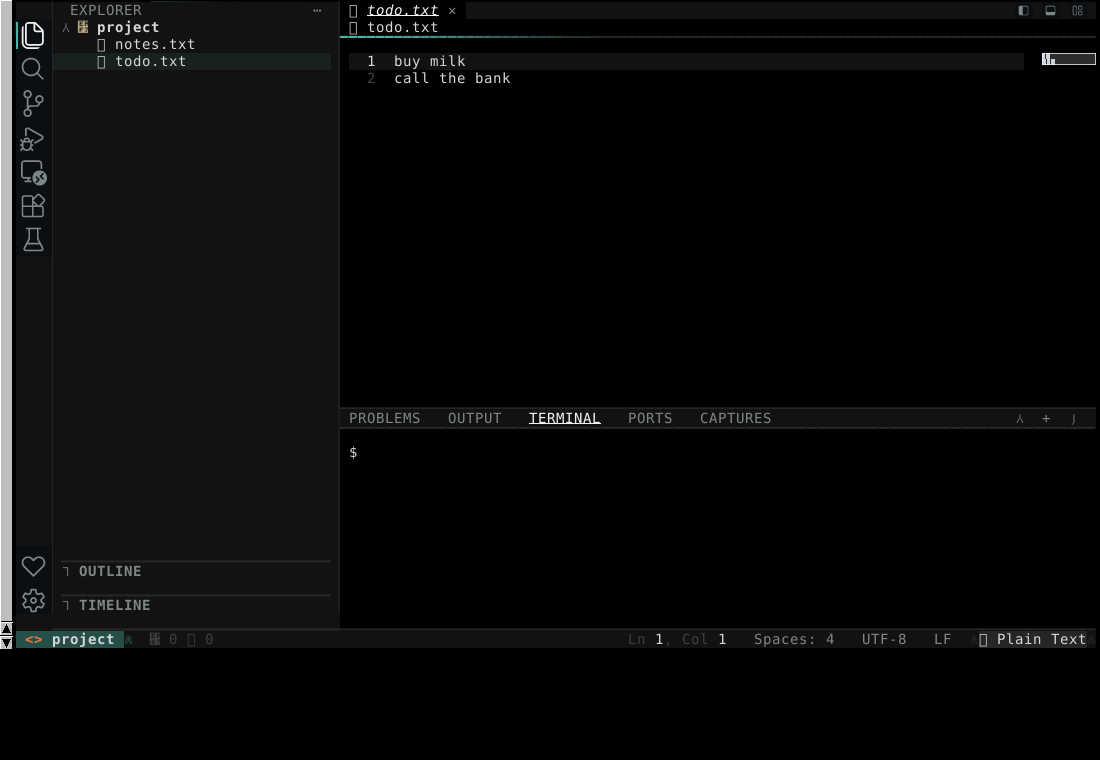 EXPLORER
project
notes.txt
todo.txt
todo.txt ×
todo.txt
1 buy milk
2 call the bank
PROBLEMS OUTPUT TERMINAL PORTS CAPTURES
$
OUTLINE
TIMELINE
<> project 0 0 Ln 1, Col 1 Spaces: 4 UTF-8 LF Plain Text